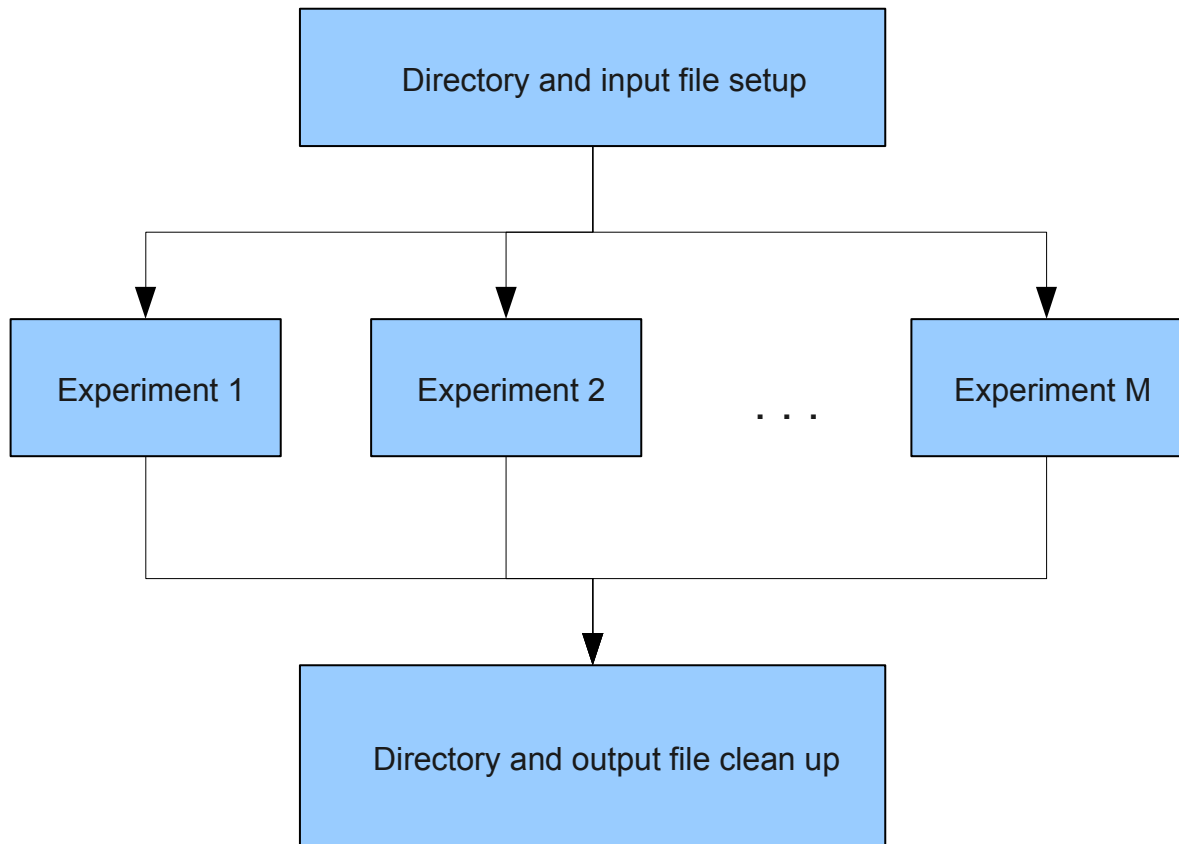 Directory and input file setup
Experiment 1
Experiment 2
. . .
Experiment M
Directory and output file clean up